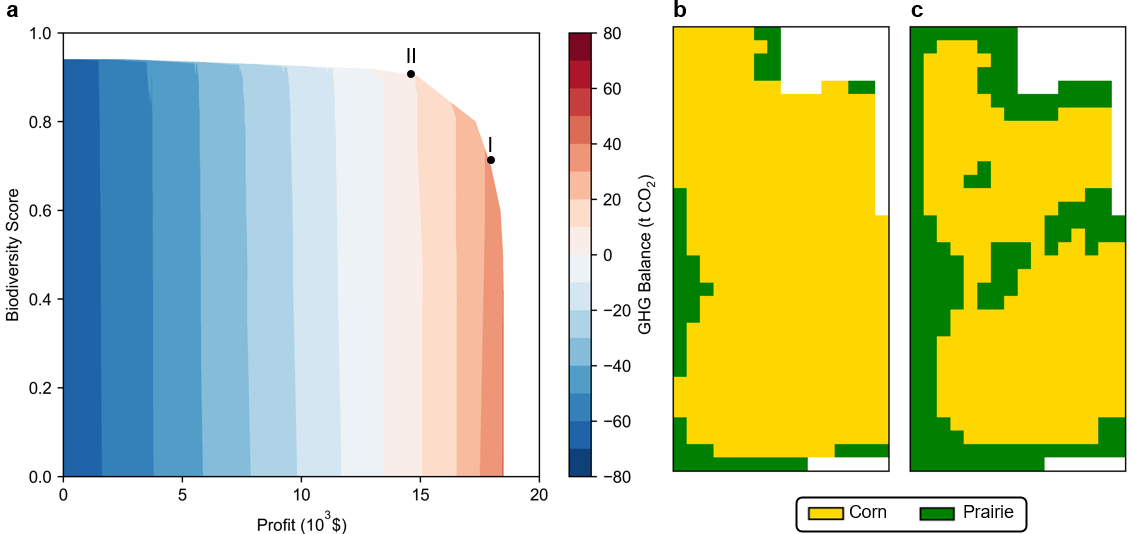 a
b
c
1.0
0.8
0.6
0.4
0.2
0.0
Biodiversity Score
0
5
10
15
20
Profit (10³$)
II
I
80
60
40
20
0
−20
−40
−60
−80
GHG Balance (t CO₂)
Corn
Prairie